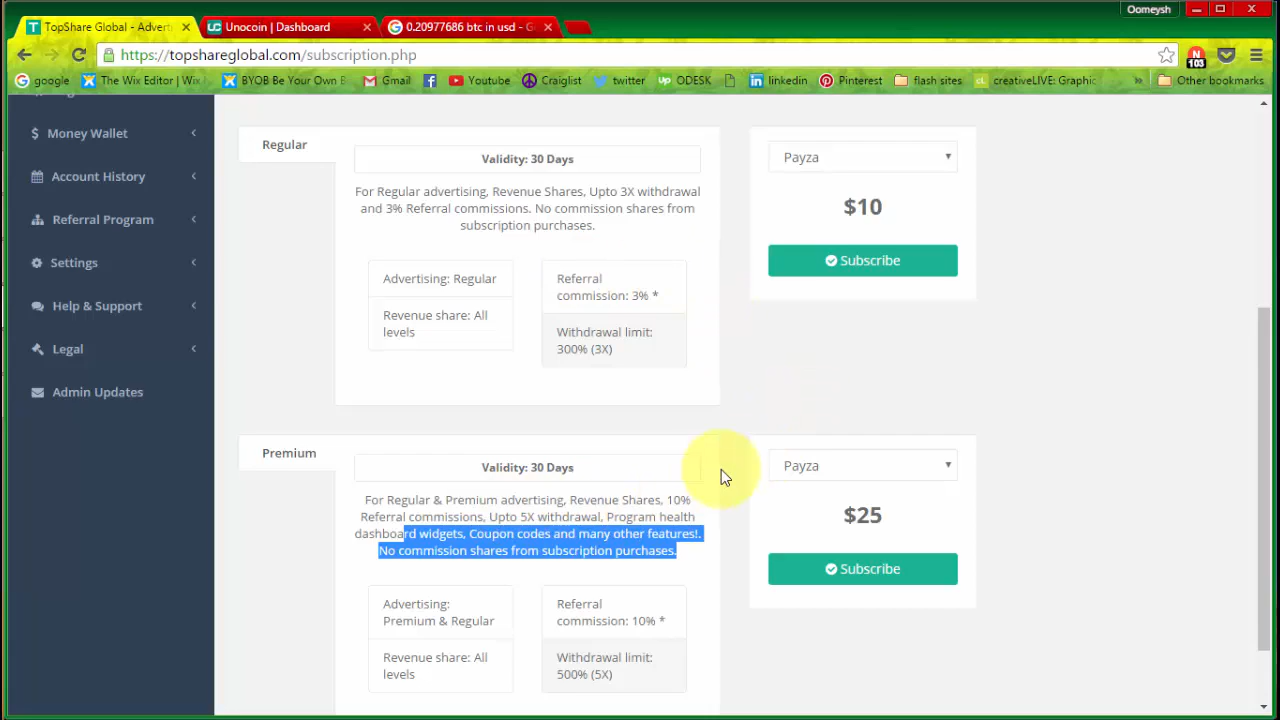 Oomeysh
TopShare Global - Adverti
Unocoin | Dashboard
0.20977686 btc in usd - G
https://topshareglobal.com/subscription.php
N
103
google
The Wix Editor | Wix
BYOB Be Your Own B
Gmail
Youtube
Craiglist
twitter
Up ODESK
linkedin
Pinterest
flash sites
CL creativeLIVE: Graphic
Other bookmarks
Money Wallet
Account History
Referral Program
Settings
Help & Support
Legal
Admin Updates
Regular
Validity: 30 Days
For Regular advertising, Revenue Shares, Upto 3X withdrawal
and 3% Referral commissions. No commission shares from
subscription purchases.
Advertising: Regular
Revenue share: All
levels
Referral
commission: 3% *
Withdrawal limit:
300% (3X)
Payza
$10
Subscribe
Premium
Validity: 30 Days
For Regular & Premium advertising, Revenue Shares, 10%
Referral commissions, Upto 5X withdrawal, Program health
dashboard widgets, Coupon codes and many other features!.
No commission shares from subscription purchases.
Advertising:
Premium & Regular
Revenue share: All
levels
Referral
commission: 10% *
Withdrawal limit:
500% (5X)
Payza
$25
Subscribe